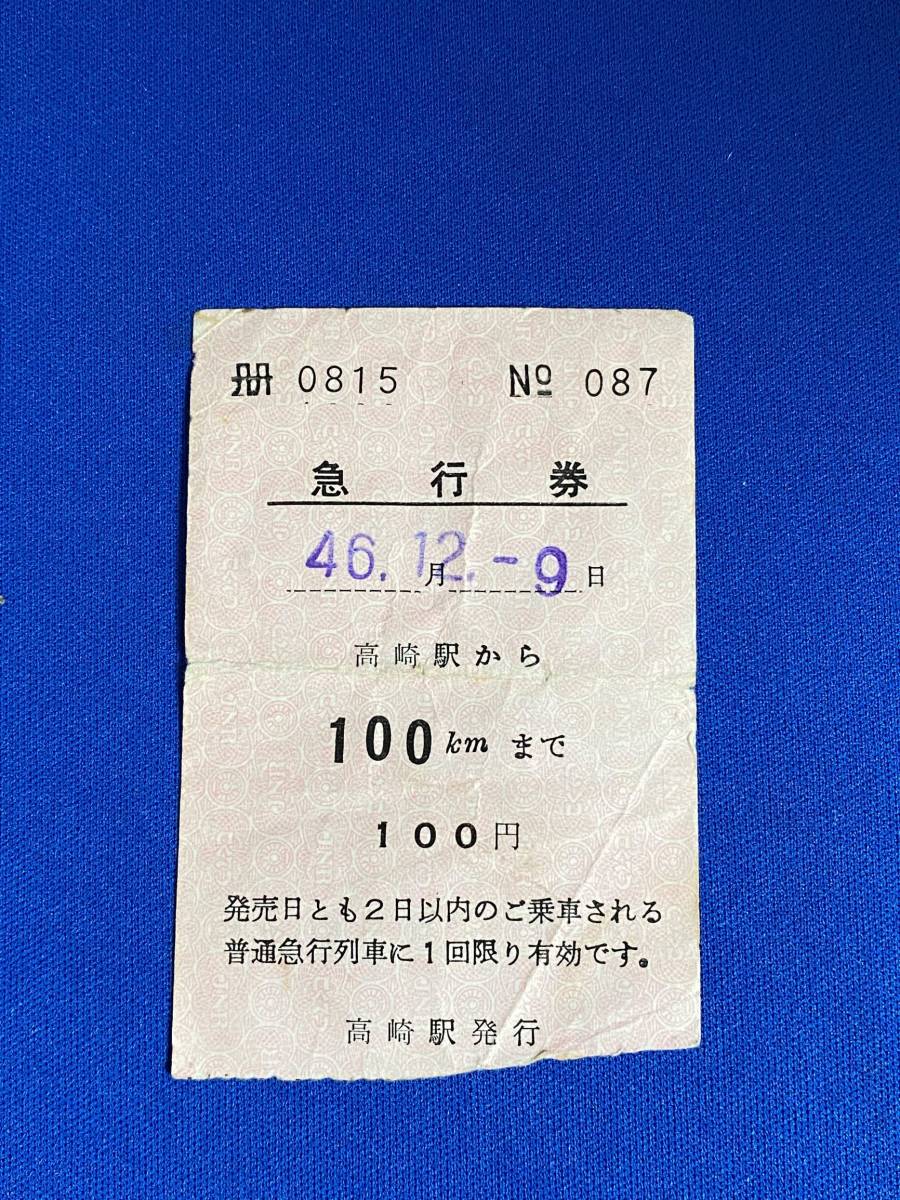 冊 0815 № 087
急行券
46.12.-9
月 日
高崎駅から
100km まで
100円
発売日とも2日以内のご乗車される
普通急行列車に1回限り有効です。
高崎駅発行